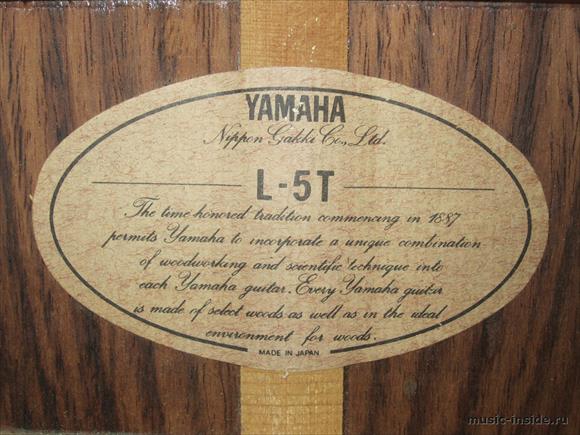 YAMAHA
Nippon Gakki Co., Ltd.
L-5T
The time honored tradition commencing in 1887
permits Yamaha to incorporate a unique combination
of woodworking and scientific technique into
each Yamaha guitar. Every Yamaha guitar
is made of select woods as well as in the ideal
environment for woods.
MADE IN JAPAN
music-inside.ru